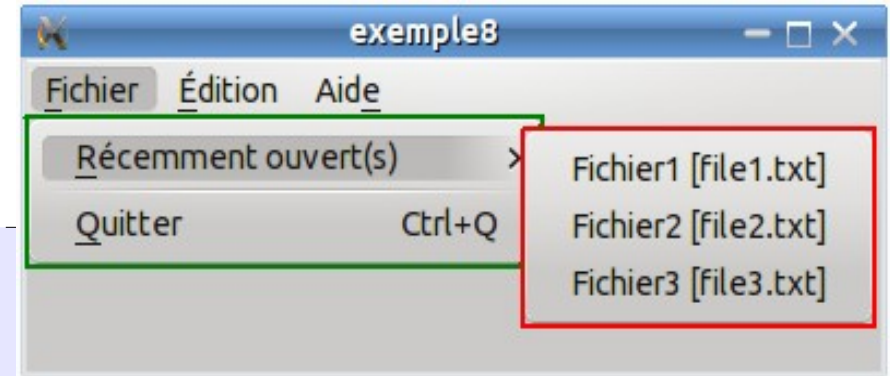 exemple8
Fichier Édition Aide
Récemment ouvert(s) >
Quitter Ctrl+Q
Fichier1 [file1.txt]
Fichier2 [file2.txt]
Fichier3 [file3.txt]